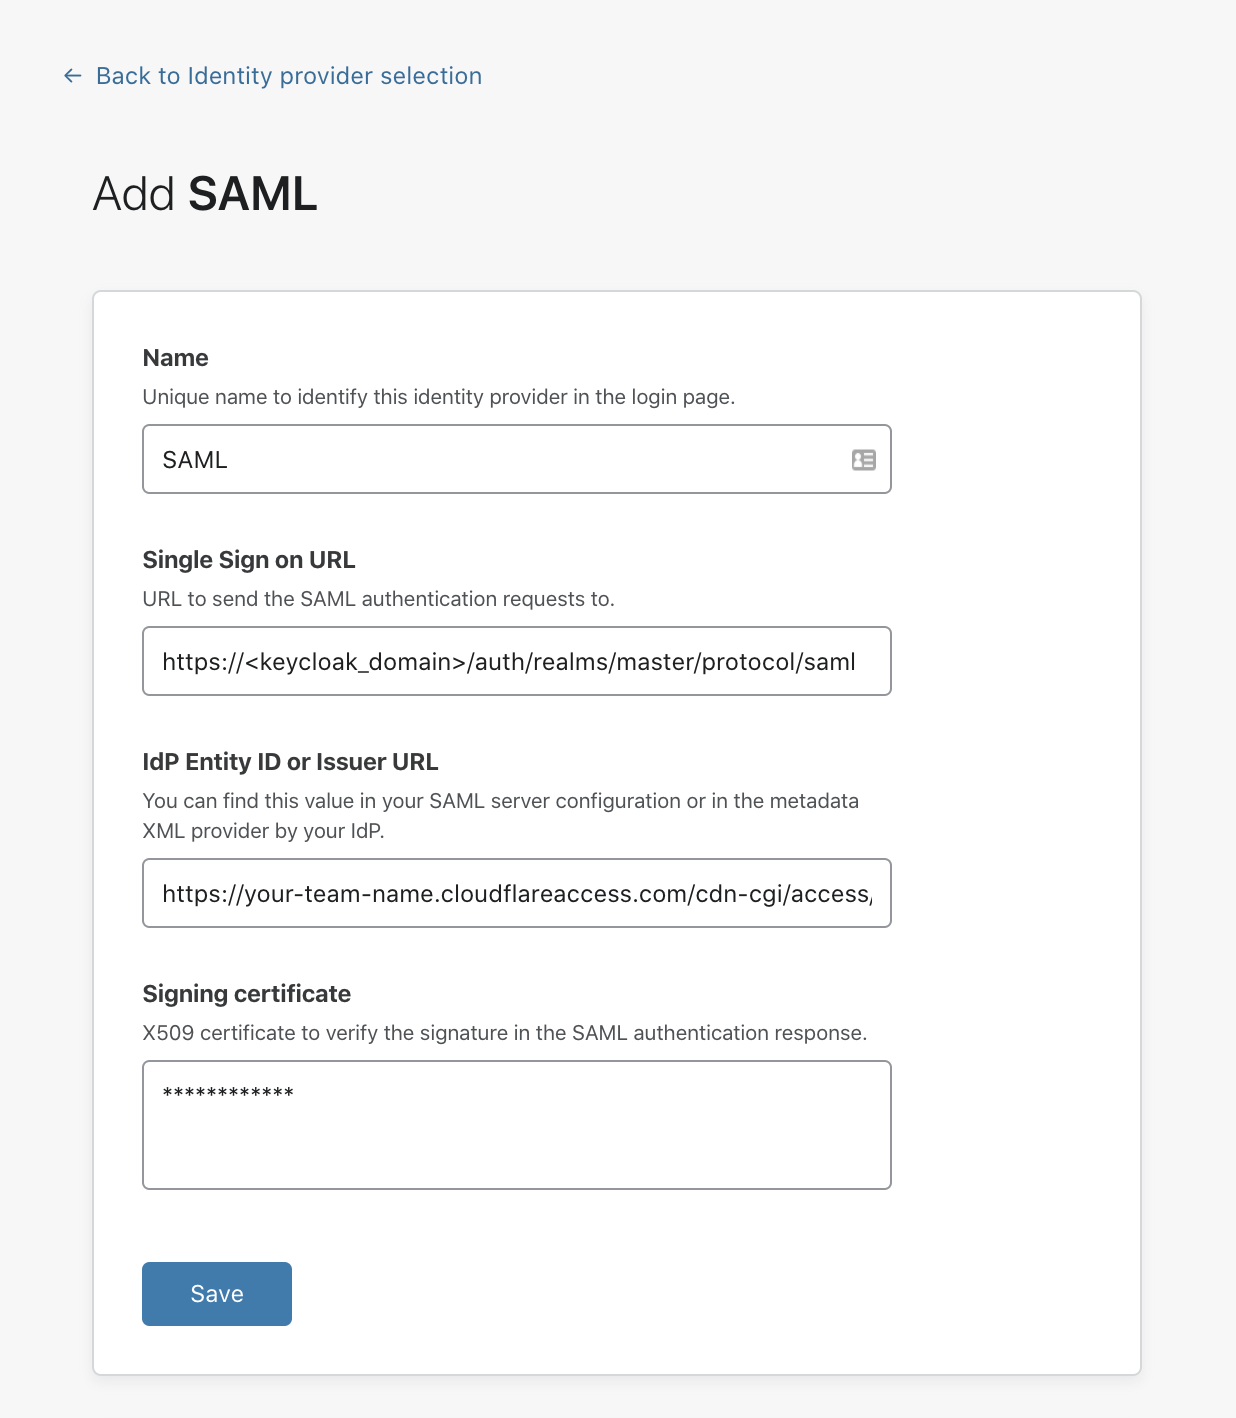 ← Back to Identity provider selection
Add SAML
Name
Unique name to identify this identity provider in the login page.
SAML
Single Sign on URL
URL to send the SAML authentication requests to.
https://<keycloak_domain>/auth/realms/master/protocol/saml
IdP Entity ID or Issuer URL
You can find this value in your SAML server configuration or in the metadata
XML provider by your IdP.
https://your-team-name.cloudflareaccess.com/cdn-cgi/access/
Signing certificate
X509 certificate to verify the signature in the SAML authentication response.
************
Save